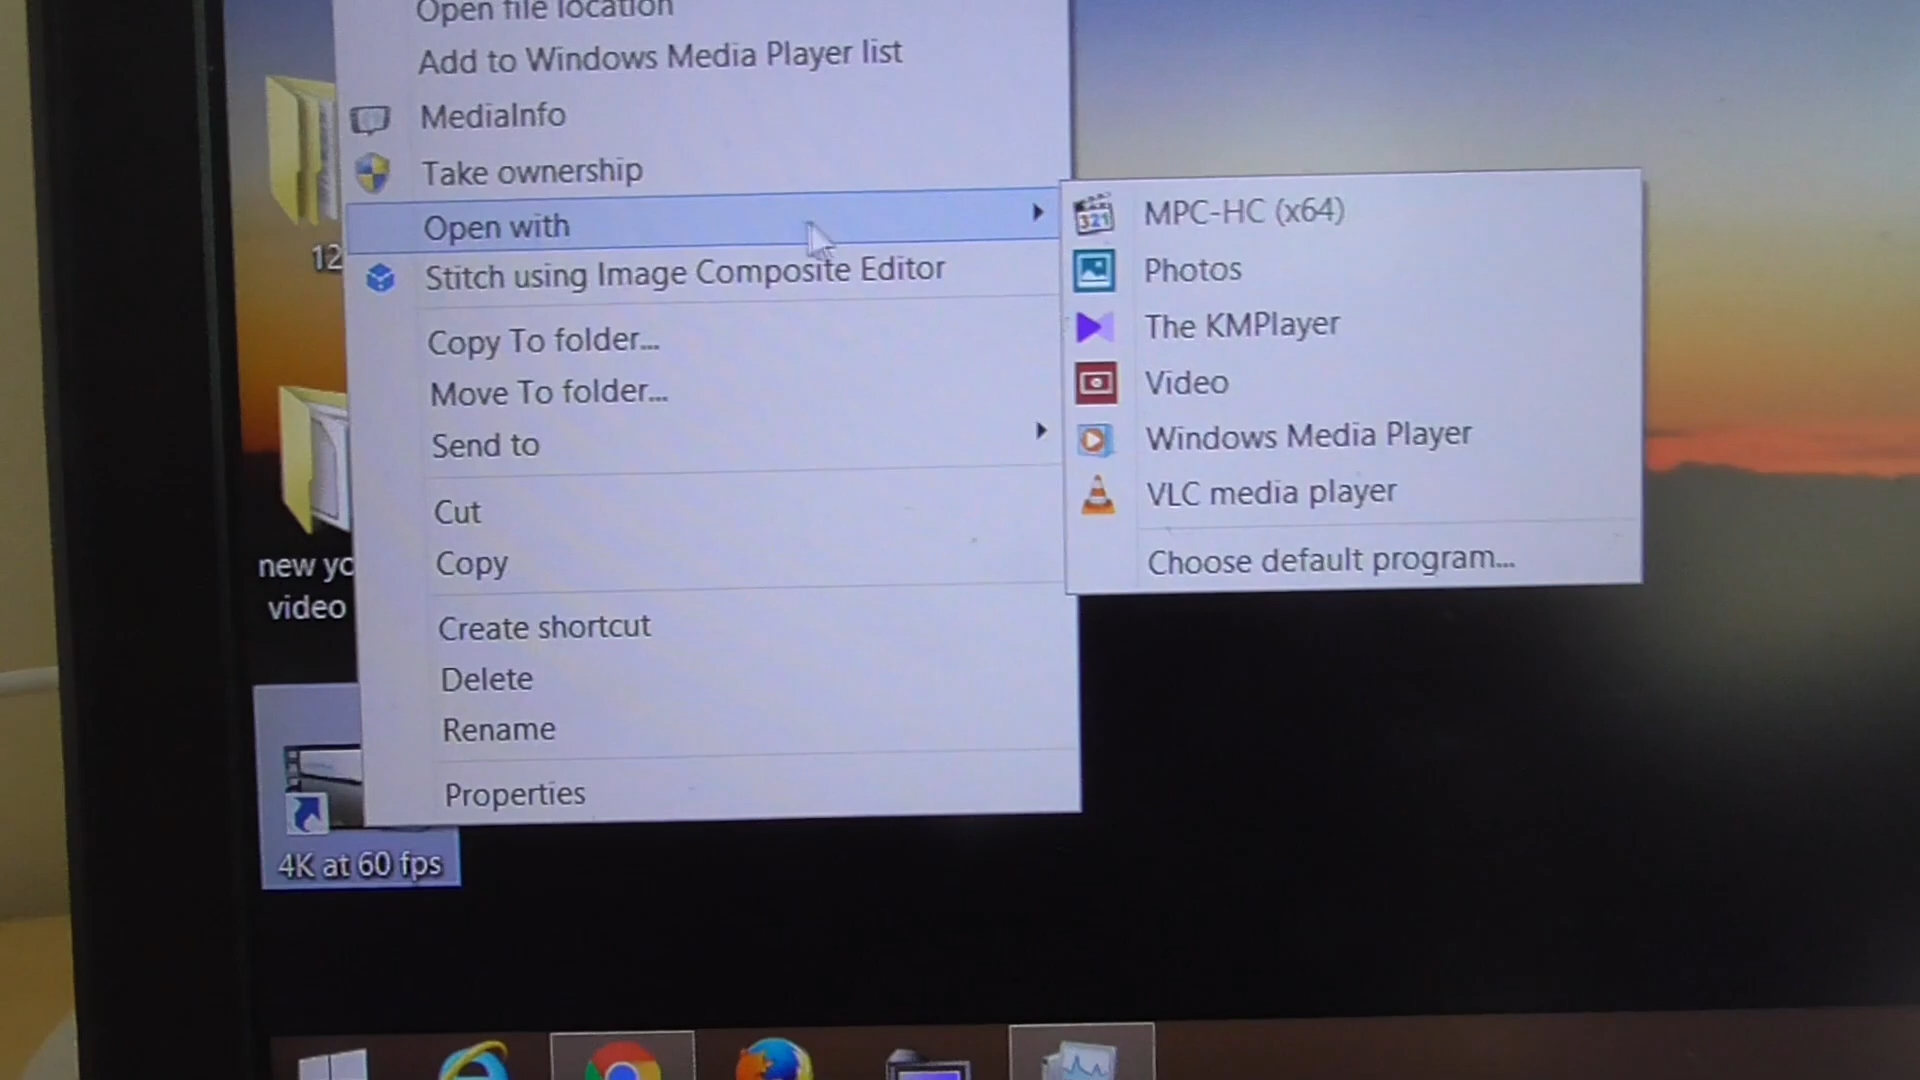 Open file location
Add to Windows Media Player list
MediaInfo
Take ownership
Open with
Stitch using Image Composite Editor
Copy To folder...
Move To folder...
Send to
Cut
Copy
Create shortcut
Delete
Rename
Properties
MPC-HC (x64)
321
Photos
The KMPlayer
Video
Windows Media Player
VLC media player
Choose default program...
12
new yo
video
4K at 60 fps